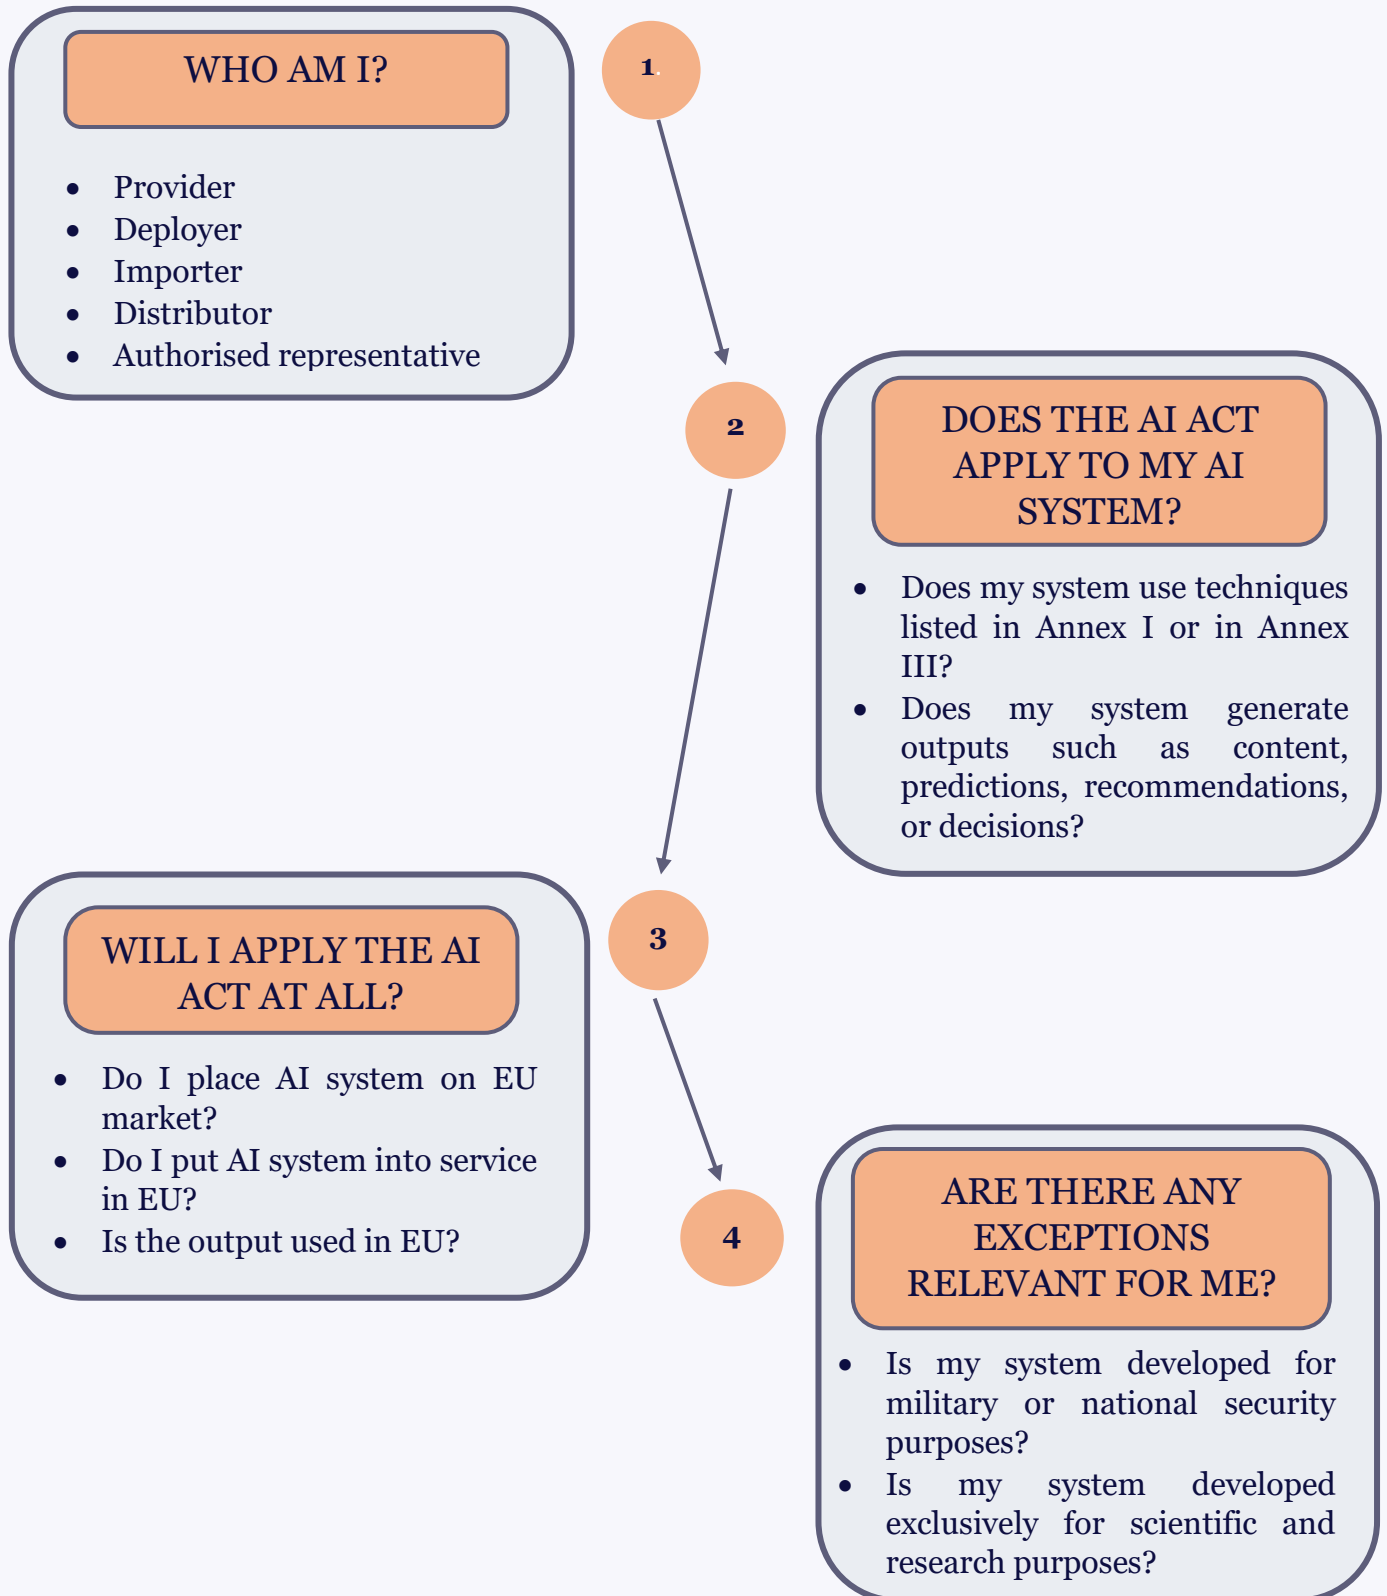 WHO AM I?
1.
• Provider
• Deployer
• Importer
• Distributor
• Authorised representative
2
DOES THE AI ACT
APPLY TO MY AI
SYSTEM?
• Does my system use techniques
listed in Annex I or in Annex
III?
• Does my system generate
outputs such as content,
predictions, recommendations,
or decisions?
3
WILL I APPLY THE AI
ACT AT ALL?
• Do I place AI system on EU
market?
• Do I put AI system into service
in EU?
• Is the output used in EU?
4
ARE THERE ANY
EXCEPTIONS
RELEVANT FOR ME?
• Is my system developed for
military or national security
purposes?
• Is my system developed
exclusively for scientific and
research purposes?